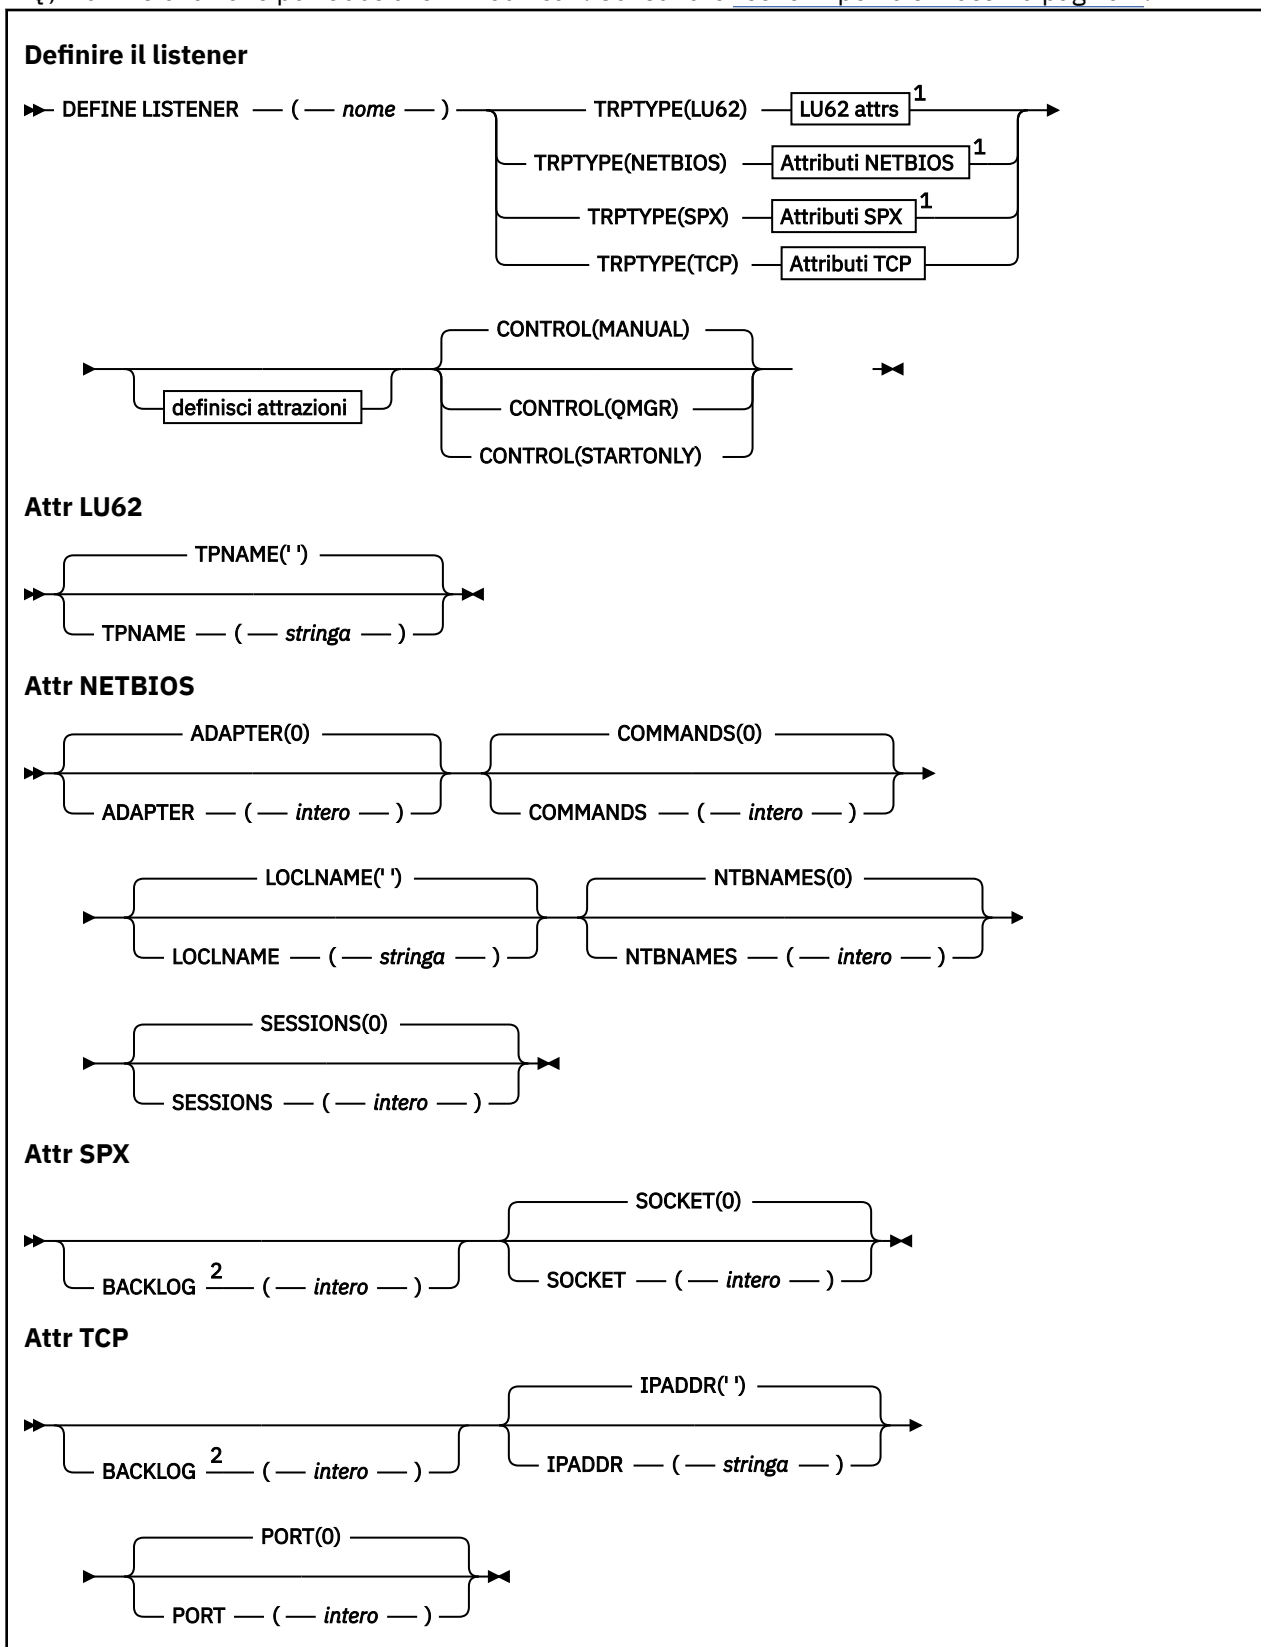 Definire il listener
DEFINE LISTENER ( nome ) TRPTYPE(LU62) LU62 attrs 1
TRPTYPE(NETBIOS) Attributi NETBIOS 1
TRPTYPE(SPX) Attributi SPX 1
TRPTYPE(TCP) Attributi TCP
CONTROL(MANUAL)
definisci attrazioni
CONTROL(QMGR)
CONTROL(STARTONLY)
Attr LU62
TPNAME(' ')
TPNAME ( stringa )
Attr NETBIOS
ADAPTER(0) COMMANDS(0)
ADAPTER ( intero ) COMMANDS ( intero )
LOCLNAME(' ') NTBNAMES(0)
LOCLNAME ( stringa ) NTBNAMES ( intero )
SESSIONS(0)
SESSIONS ( intero )
Attr SPX
SOCKET(0)
BACKLOG 2 ( intero ) SOCKET ( intero )
Attr TCP
IPADDR(' ')
BACKLOG 2 ( intero ) IPADDR ( stringa )
PORT(0)
PORT ( intero )